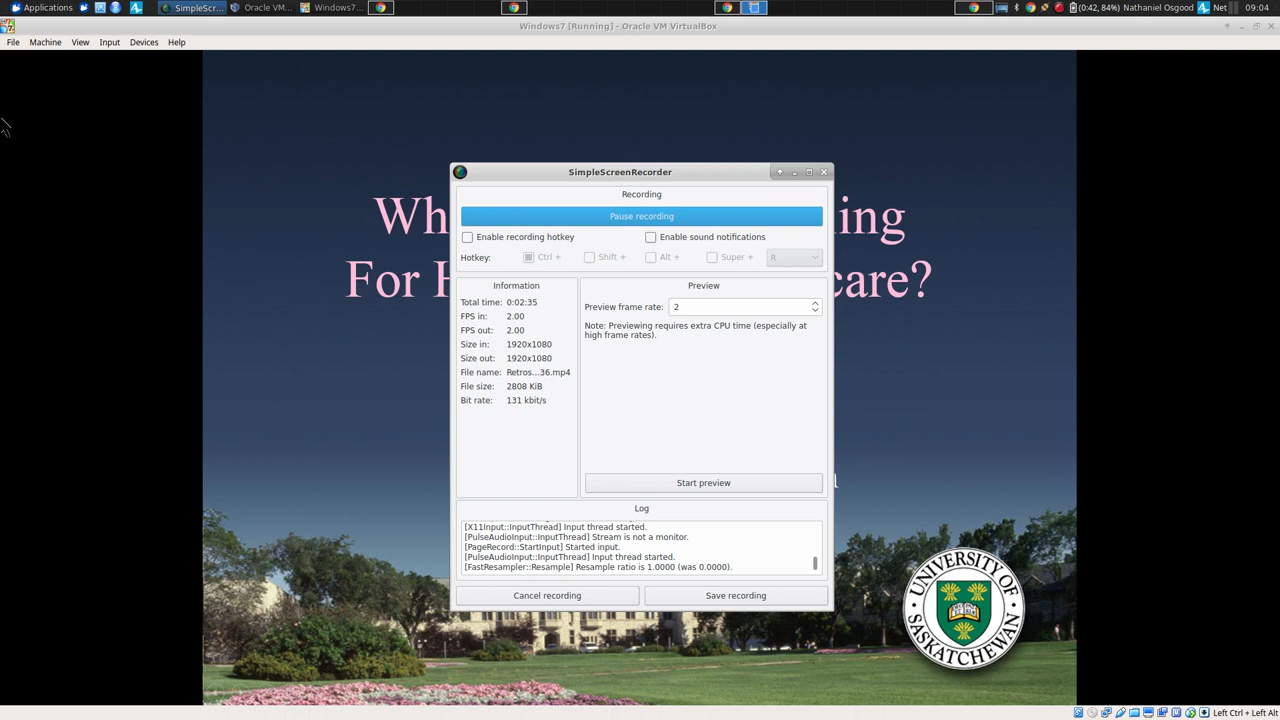 Applications
SimpleScr...
Oracle VM...
Windows7...
(0:42, 84%) Nathaniel Osgood
Net
09:04
Windows7 [Running] - Oracle VM VirtualBox
File Machine View Input Devices Help
SimpleScreenRecorder
Recording
Pause recording
Enable recording hotkey
Enable sound notifications
Hotkey: Ctrl + Shift + Alt + Super + R
Wh ing
For care?
Information
Total time: 0:02:35
FPS in: 2.00
FPS out: 2.00
Size in: 1920x1080
Size out: 1920x1080
File name: Retros...36.mp4
File size: 2808 KiB
Bit rate: 131 kbit/s
Preview
Preview frame rate: 2
Note: Previewing requires extra CPU time (especially at
high frame rates).
Start preview
Log
[X11Input::InputThread] Input thread started.
[PulseAudioInput::InputThread] Stream is not a monitor.
[PageRecord::StartInput] Started input.
[PulseAudioInput::InputThread] Input thread started.
[FastResampler::Resample] Resample ratio is 1.0000 (was 0.0000).
Cancel recording
Save recording
UNIVERSITY OF
SASKATCHEWAN
Left Ctrl + Left Alt